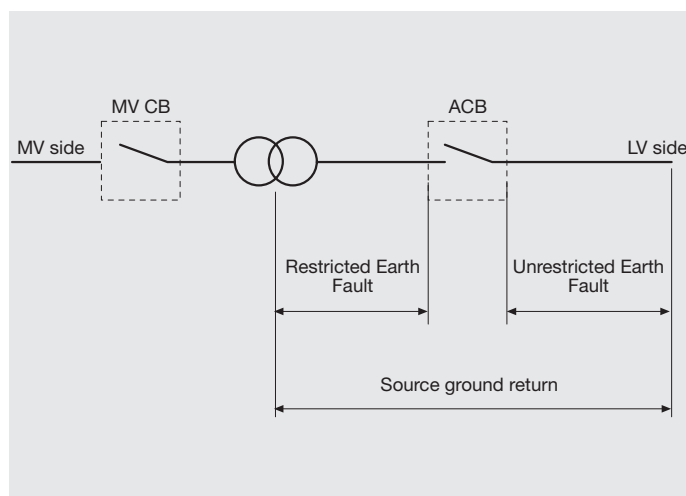 MV CB
ACB
MV side
LV side
Restricted Earth
Fault
Unrestricted Earth
Fault
Source ground return